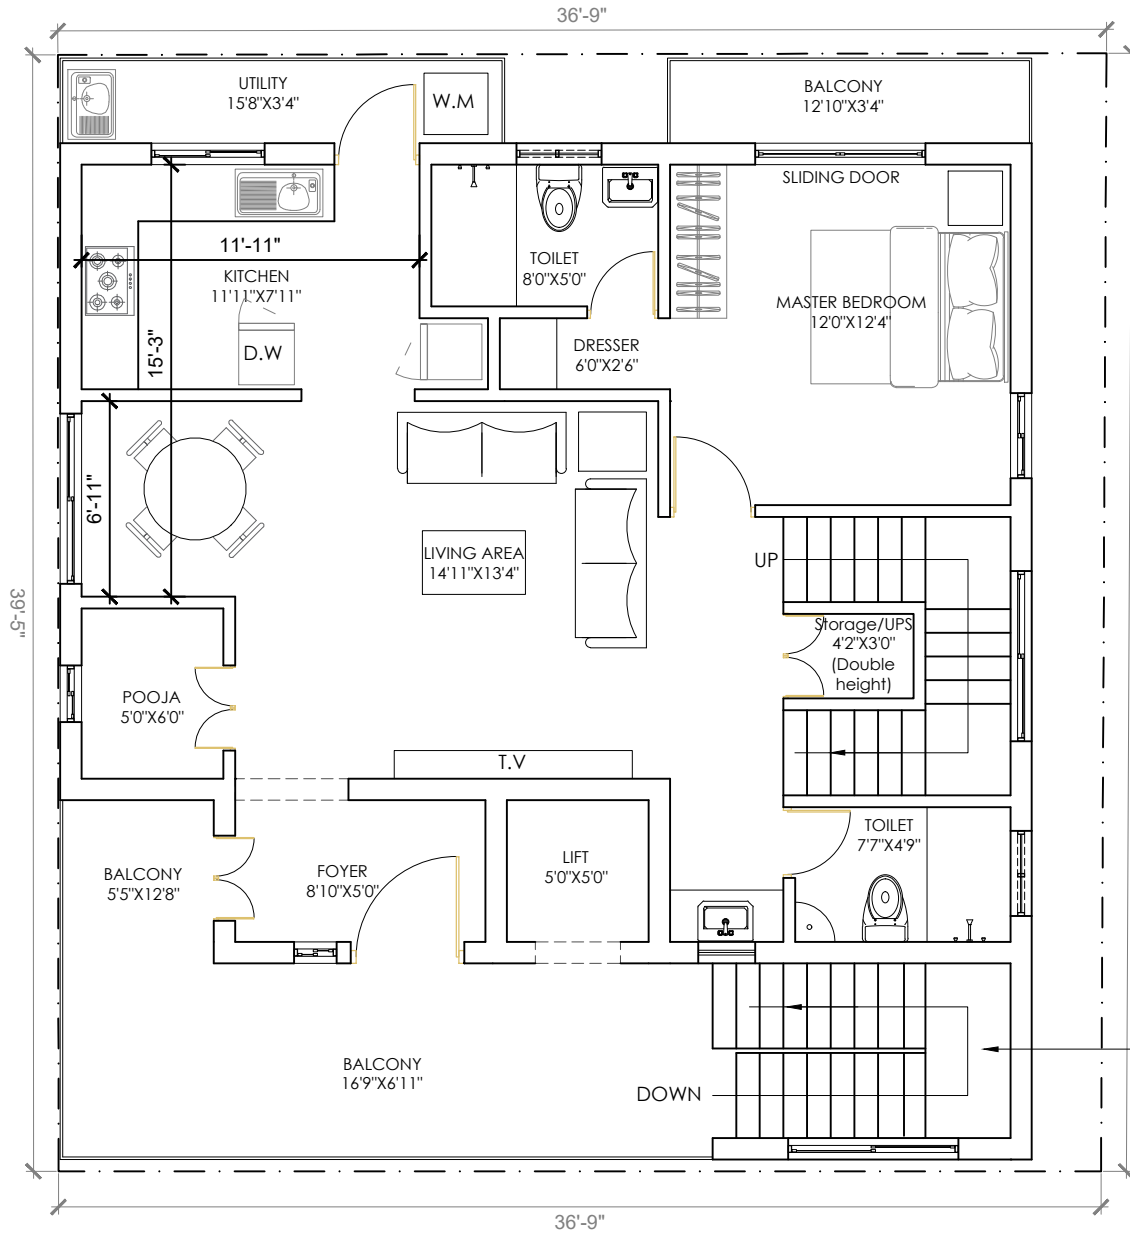 36'-9"
UTILITY
15'8"X3'4"
W.M
BALCONY
12'10"X3'4"
SLIDING DOOR
11'-11"
KITCHEN
11'11"X7'11"
TOILET
8'0"X5'0"
MASTER BEDROOM
12'0"X12'4"
15'-3"
D.W
DRESSER
6'0"X2'6"
6'-11"
LIVING AREA
14'11"X13'4"
UP
39'-5"
Storage/UPS
4'2"X3'0"
(Double
height)
POOJA
5'0"X6'0"
T.V
TOILET
7'7"X4'9"
BALCONY
5'5"X12'8"
FOYER
8'10"X5'0"
LIFT
5'0"X5'0"
BALCONY
16'9"X6'11"
DOWN
36'-9"